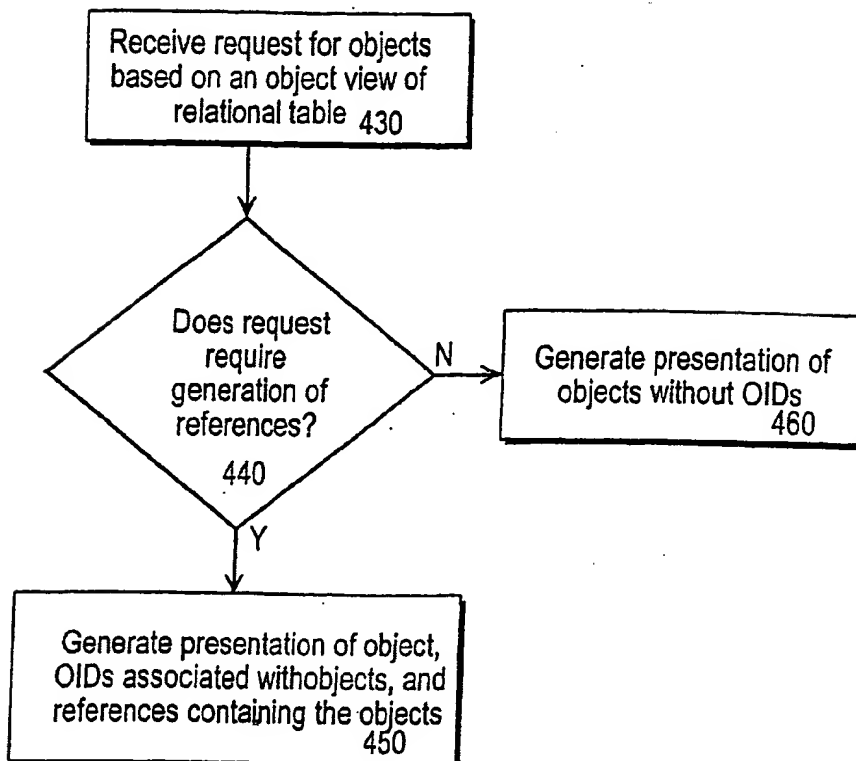 Receive request for objects
based on an object view of
relational table 430
Does request
require
generation of
references?
440
N
Generate presentation of
objects without OIDs
460
Y
Generate presentation of object,
OIDs associated withobjects, and
references containing the objects
450